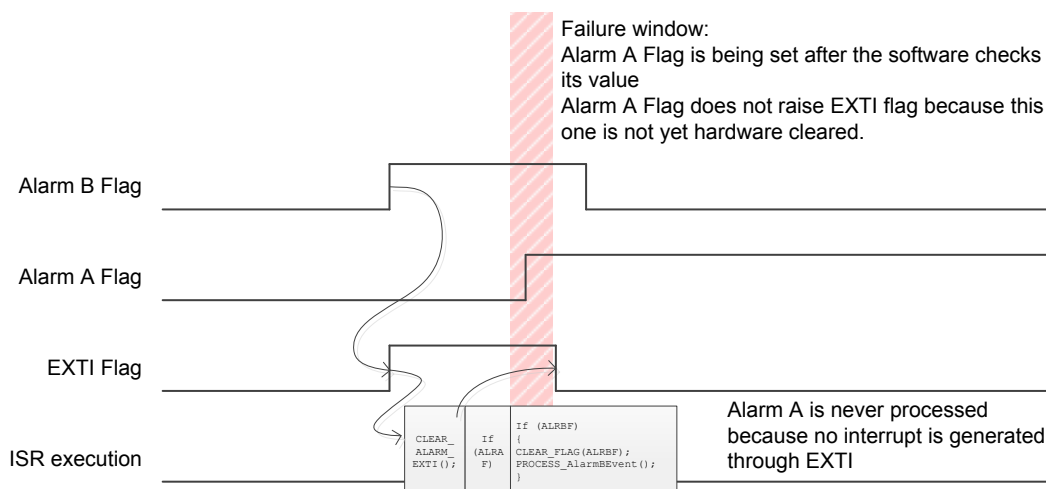 Failure window:
Alarm A Flag is being set after the software checks
its value
Alarm A Flag does not raise EXTI flag because this
one is not yet hardware cleared.
Alarm B Flag
Alarm A Flag
EXTI Flag
ISR execution
CLEAR_
ALARM_
EXTI();
If
(ALRA
F)
If (ALRBF)
{
CLEAR_FLAG(ALRBF);
PROCESS_AlarmBEvent();
}
Alarm A is never processed
because no interrupt is generated
through EXTI